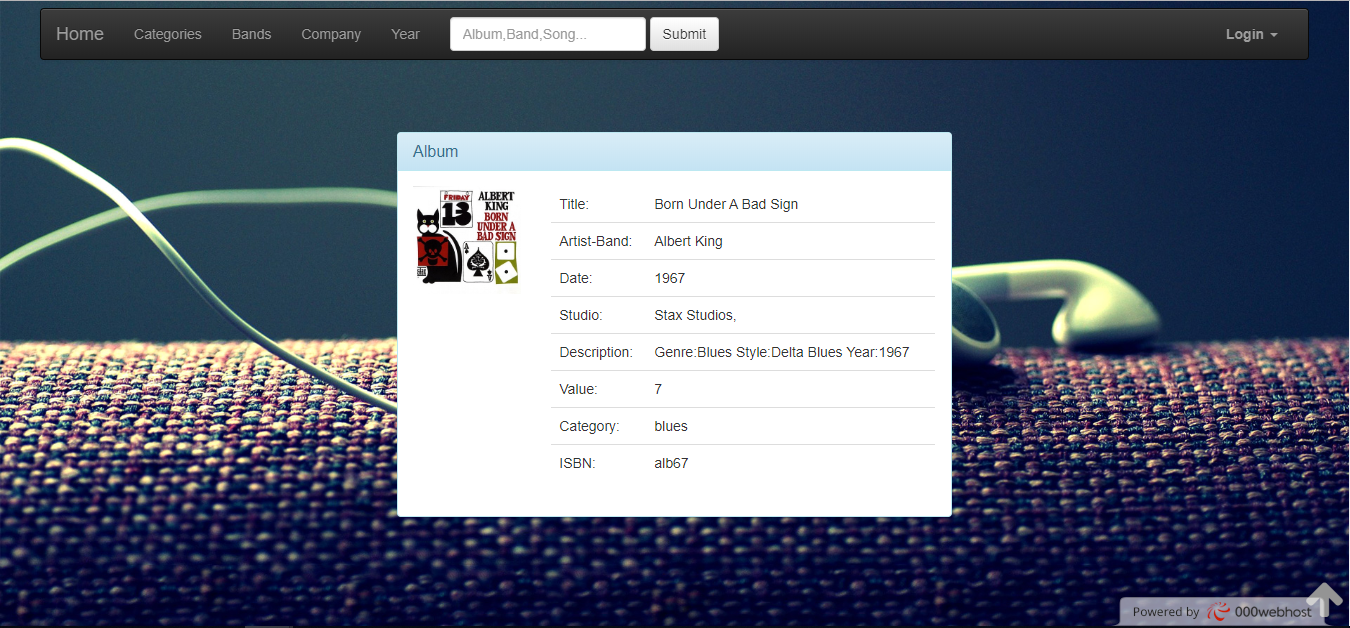 Home Categories Bands Company Year Album,Band,Song... Submit Login
Album
FRIDAY
13
ALBERT
KING
BORN
UNDER A
BAD SIGN
Title: Born Under A Bad Sign
Artist-Band: Albert King
Date: 1967
Studio: Stax Studios,
Description: Genre:Blues Style:Delta Blues Year:1967
Value: 7
Category: blues
ISBN: alb67
Powered by 000webhost